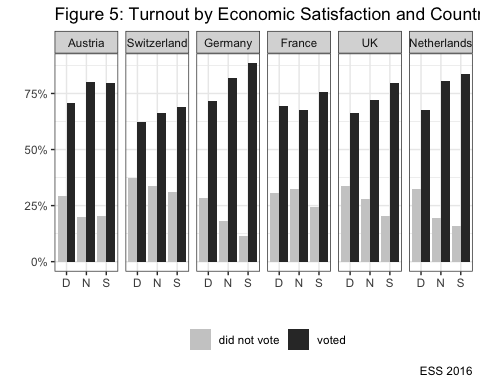 Figure 5: Turnout by Economic Satisfaction and Countr
Austria Switzerland Germany France UK Netherlands
75%
50%
25%
0%
D N S D N S D N S D N S D N S D N S
did not vote voted
ESS 2016